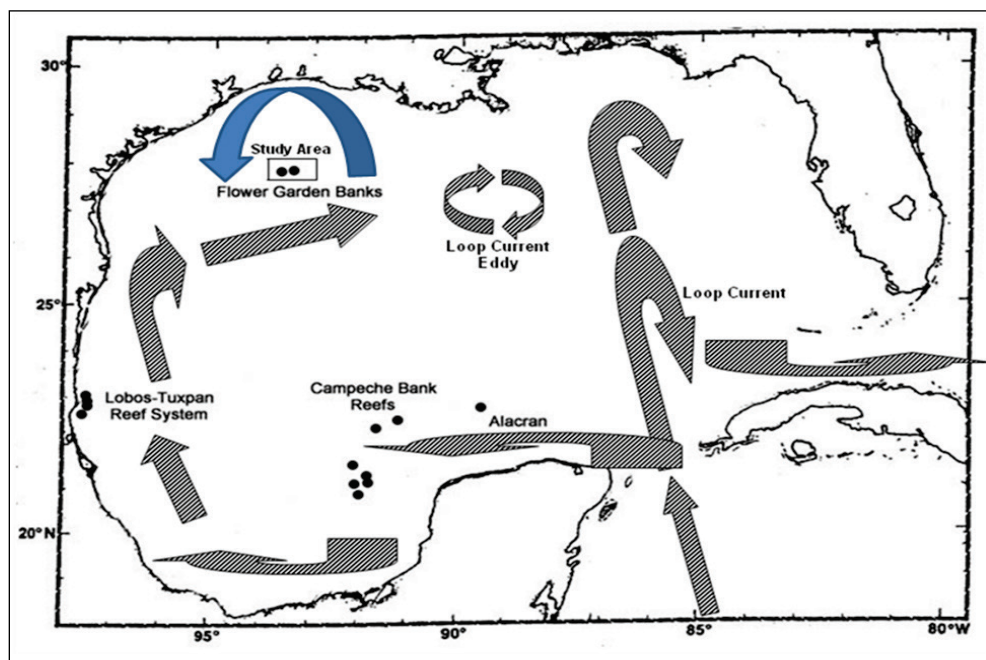 30°
Study Area
Flower Garden Banks
Loop Current
Eddy
25°
Loop Current
Lobos-Tuxpan
Reef System
Campeche Bank
Reefs
Alacran
20°N
95°
90°
85°
80°W